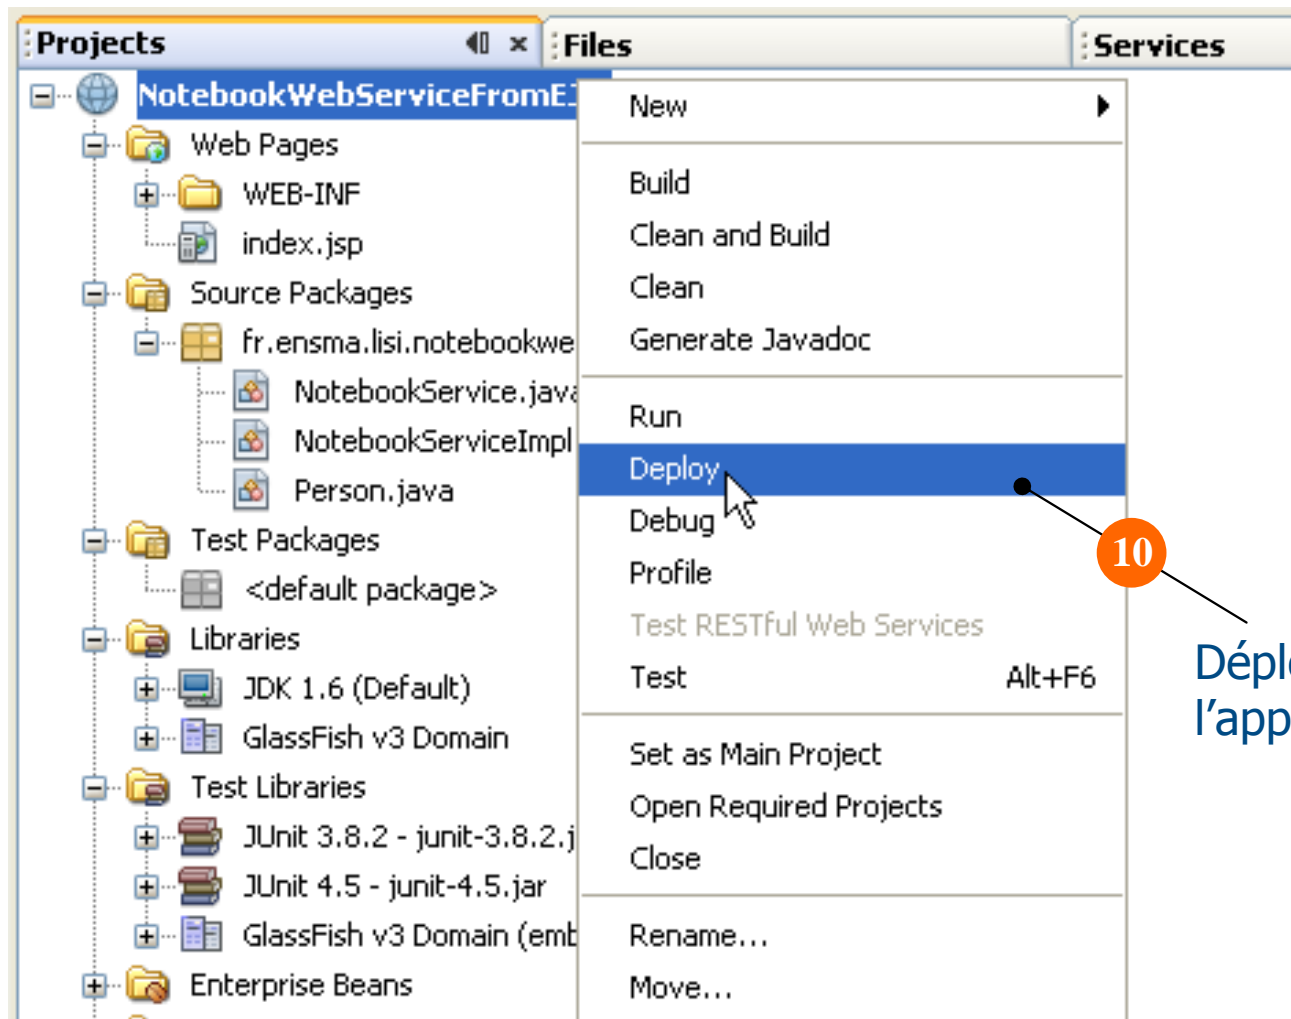 Projects
Files
Services
NotebookWebServiceFromEJ
Web Pages
WEB-INF
index.jsp
Source Packages
fr.ensma.lisi.notebookwe
NotebookService.java
NotebookServiceImpl
Person.java
Test Packages
<default package>
Libraries
JDK 1.6 (Default)
GlassFish v3 Domain
Test Libraries
JUnit 3.8.2 - junit-3.8.2.j
JUnit 4.5 - junit-4.5.jar
GlassFish v3 Domain (emb
Enterprise Beans
New
Build
Clean and Build
Clean
Generate Javadoc
Run
Deploy
Debug
Profile
Test RESTful Web Services
Test Alt+F6
Set as Main Project
Open Required Projects
Close
Rename...
Move...
10
Déplo
l'app